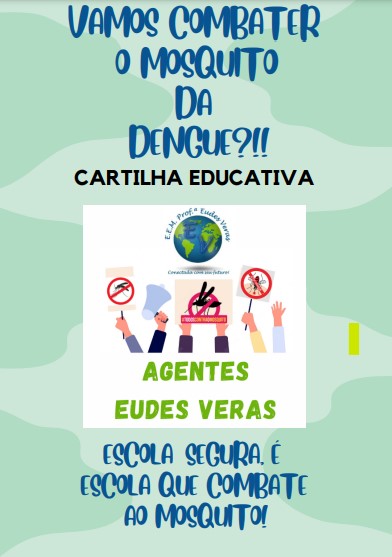 VAMOS COMBATER
O MOSQUITO
DA
DENGUE?!!
CARTILHA EDUCATIVA
E.E.M. Prof.ª Eudes Veras
Conectada com seu futuro!
AGENTES
EUDES VERAS
ESCOLA SEGURA, É
ESCOLA QUE COMBATE
AO MOSQUITO!